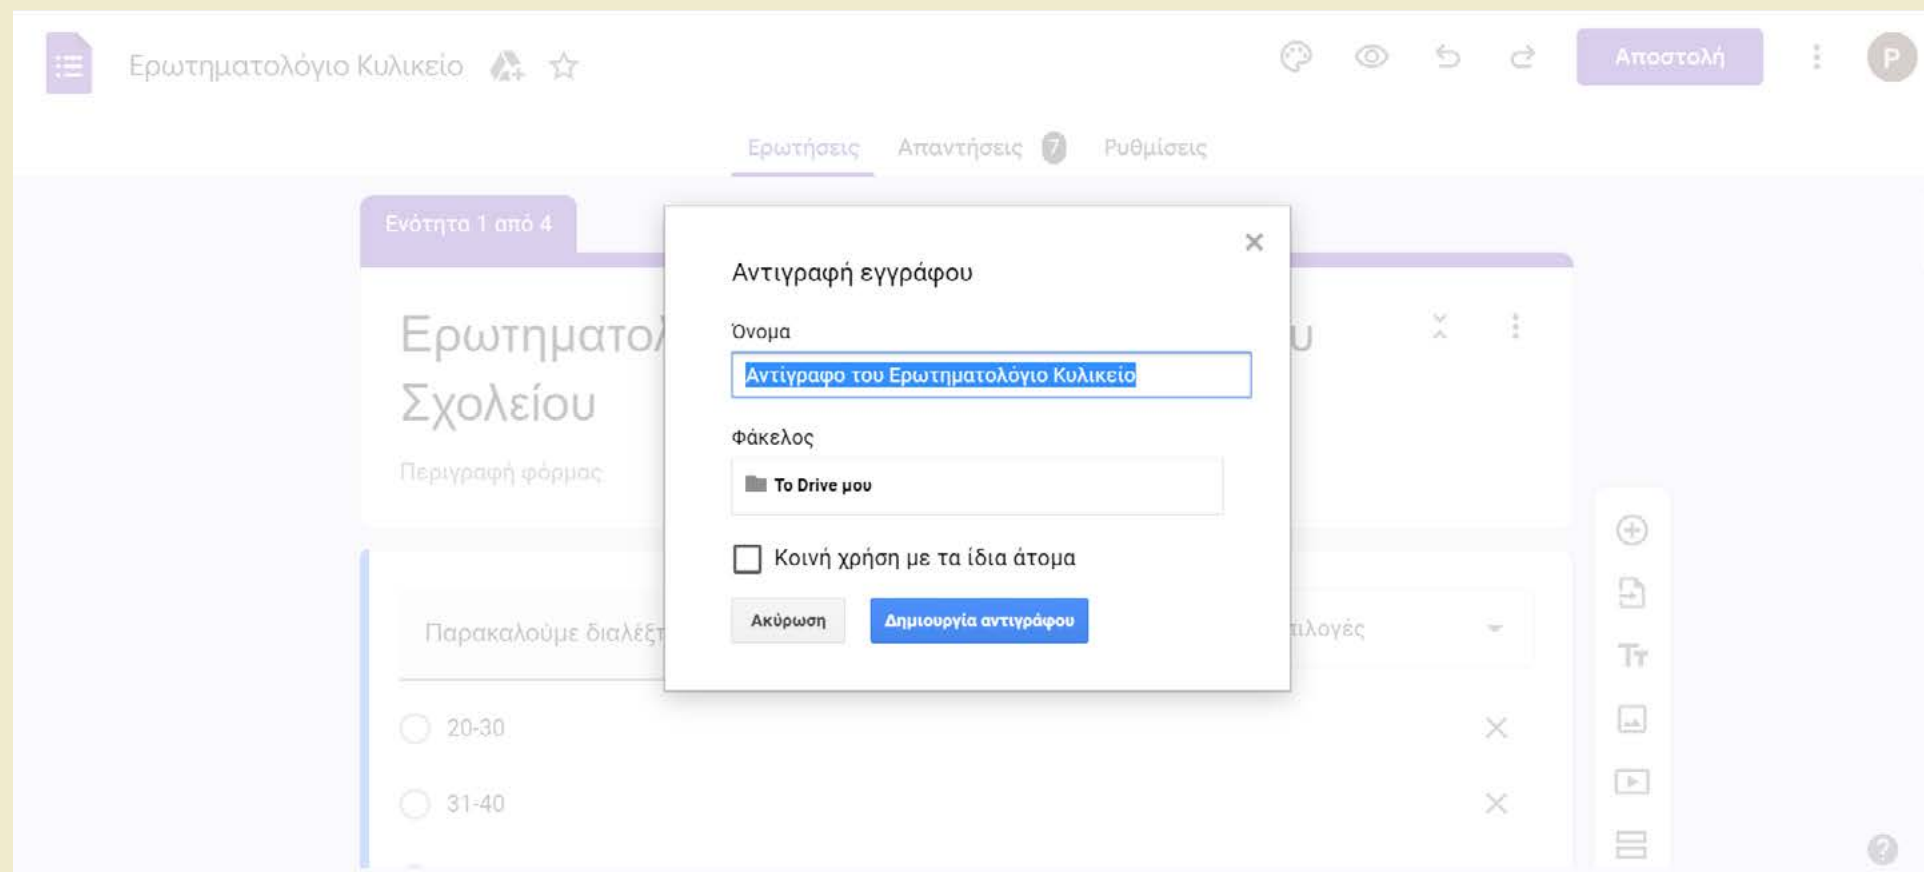 Ερωτηματολόγιο Κυλικείο
Αποστολή
P
Ερωτήσεις Απαντήσεις 7 Ρυθμίσεις
Ενότητα 1 από 4
Αντιγραφή εγγράφου
Όνομα
Αντίγραφο του Ερωτηματολόγιο Κυλικείο
Σχολείου
Φάκελος
Περιγραφή φόρμας
Το Drive μου
Κοινή χρήση με τα ίδια άτομα
Ακύρωση Δημιουργία αντιγράφου
Παρακαλούμε
20-30
31-40